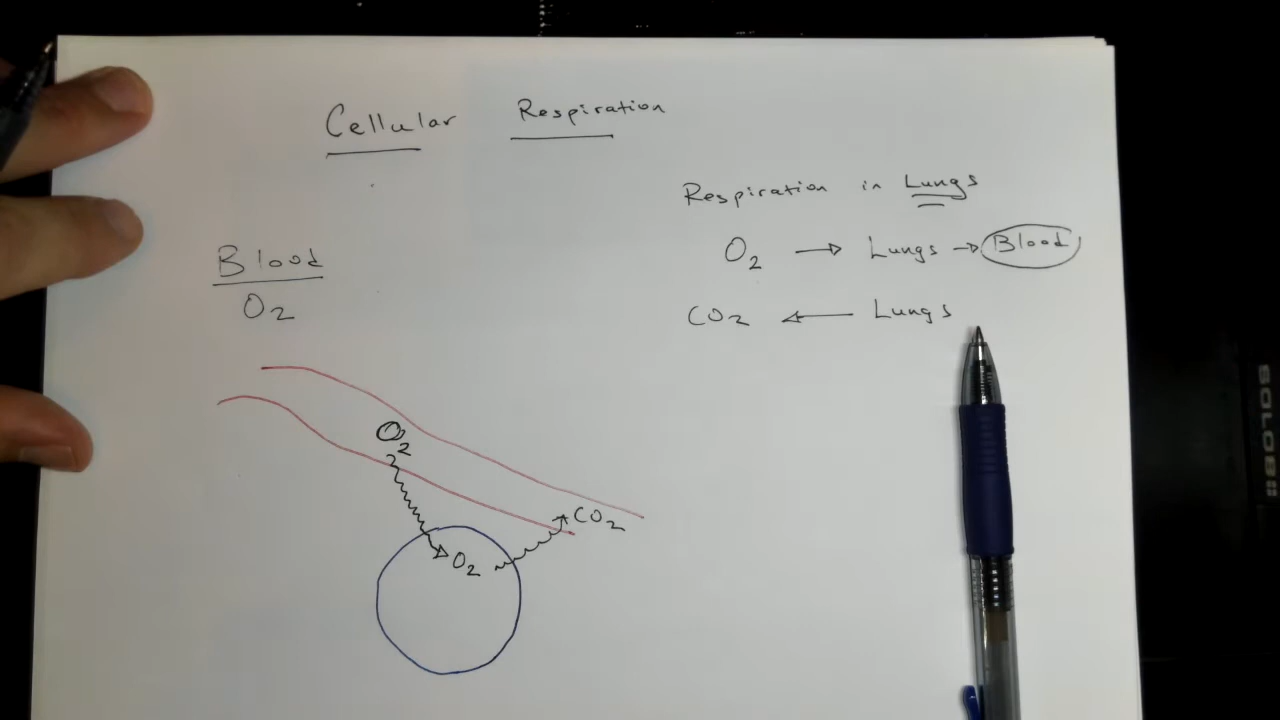 Cellular Respiration
Respiration in Lungs
O2 → Lungs → Blood
CO2 ← Lungs
Blood
O2
O2
O2
CO2